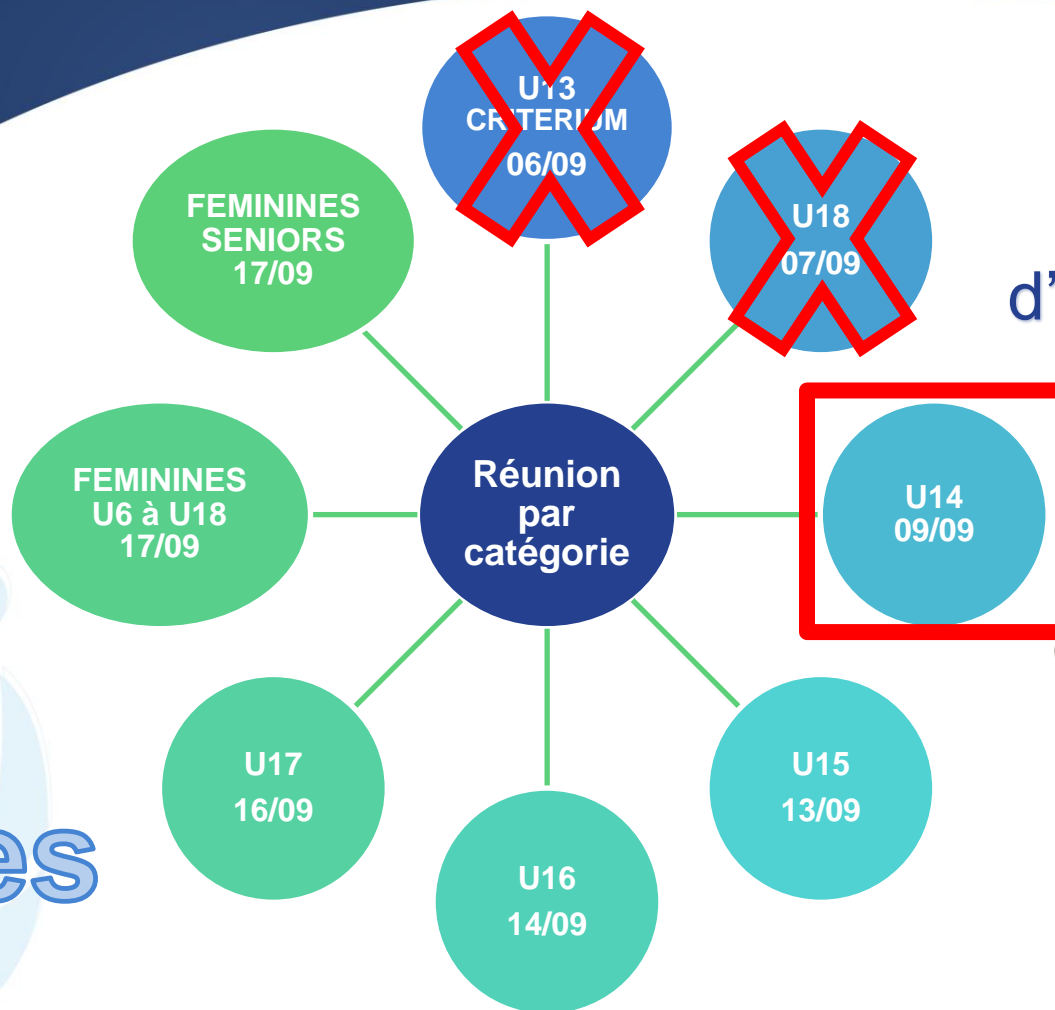 U13
CRITERIUM
06/09
U18
07/09
FEMININES
SENIORS
17/09
d'
FEMININES
U6 à U18
17/09
Réunion
par
catégorie
U14
09/09
U17
16/09
U15
13/09
es
U16
14/09